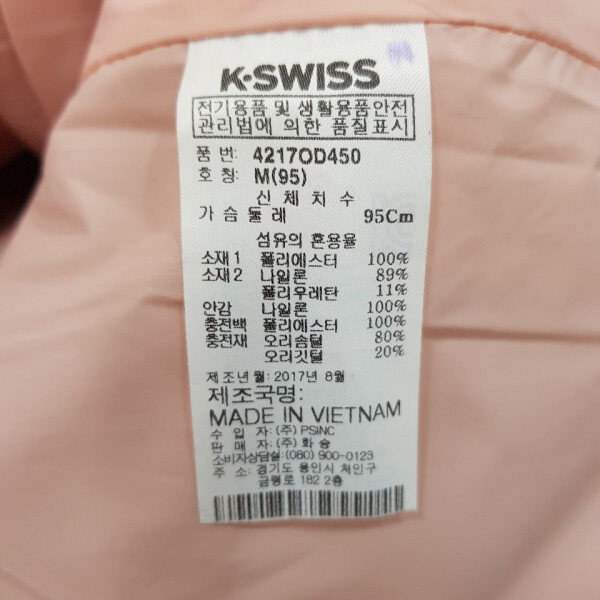 K·SWISS
전기용품 및 생활용품안전
관리법에 의한 품질표시
품 번: 4217OD450
호 칭: M(95)
신 체 치 수
가 슴 둘 레 95Cm
섬유의 혼용율
소재 1 폴리에스터 100%
소재 2 나일론 89%
폴리우레탄 11%
안감 나일론 100%
충전백 폴리에스터 100%
충전재 오리솜털 80%
오리깃털 20%
제조년월: 2017년 8월
제조국명:
MADE IN VIETNAM
수 입 자: (주) PSINC
판 매 자: (주) 화 승
소비자상담실: (080) 900-0123
주 소: 경기도 용인시 처인구
금령로 182 2층